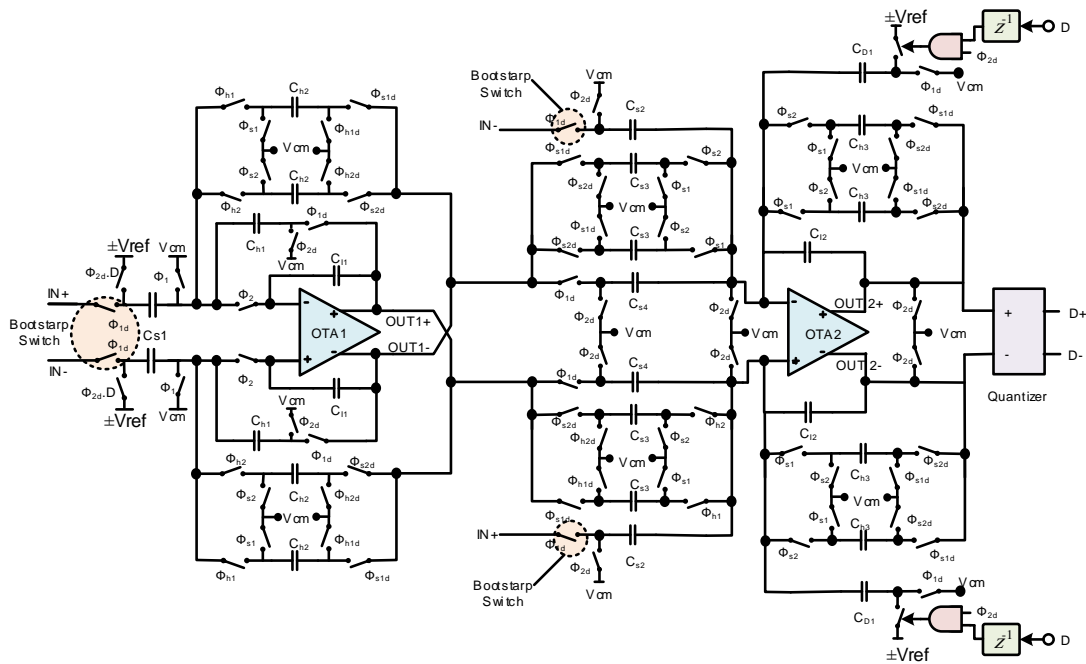 ±Vref
z⁻¹
D
Φ2d
CD1
Φ1d
Vcm
Bootstarp
Switch
Vcm
Φ2d
Cs2
IN-
Φ1d
Φh1
Ch2
Φs1d
Φs1
Φh1d
Vcm
Φs2
Φh2d
Ch2
Φh2
Φs2d
Φs1d
Cs3
Φs2
Φs2d
Φs1
Vcm
Φs1d
Φs2
Cs3
Φs2d
Φs1
Φs2
Ch3
Φs1
Φs2d
Vcm
Φs2
Φs1d
Ch3
Φs1
Φs2d
Ch1
Φ1d
Φ2d
Vcm
CI1
±Vref
Vcm
Φ2d·D
Φ1
IN+
Φ2
Bootstarp
Switch
Φ1d
Φ1d
Cs1
IN-
Φ2
Φ2d·D
Φ1
±Vref
Vcm
-
+
OTA1
+
-
OUT1+
OUT1-
CI1
Vcm
Ch1
Φ2d
Φ1d
Φ1d
Cs4
Φ2d
Φ2d
Vcm
Vcm
Φ2d
Φ2d
Cs4
Φ1d
CI2
-
+
OTA2
+
-
OUT2+
OUT2-
CI2
Φ2d
Vcm
Φ2d
+
-
D+
D-
Quantizer
Φh2
Ch2
Φs2d
Φs2
Φh2d
Vcm
Φs1
Φh1d
Ch2
Φh1
Φs1d
Φs2d
Cs3
Φh2
Φh2d
Φs2
Vcm
Φh1d
Φs1
Cs3
Φs1d
Φh1
Φs1
Ch3
Φs2d
Φs2
Φs1d
Vcm
Φs1
Φs2d
Ch3
Φs2
Φs1d
IN+
Φ1d
Φ2d
Cs2
Vcm
Bootstarp
Switch
CD1
Φ1d
Vcm
Φ2d
±Vref
z⁻¹
D